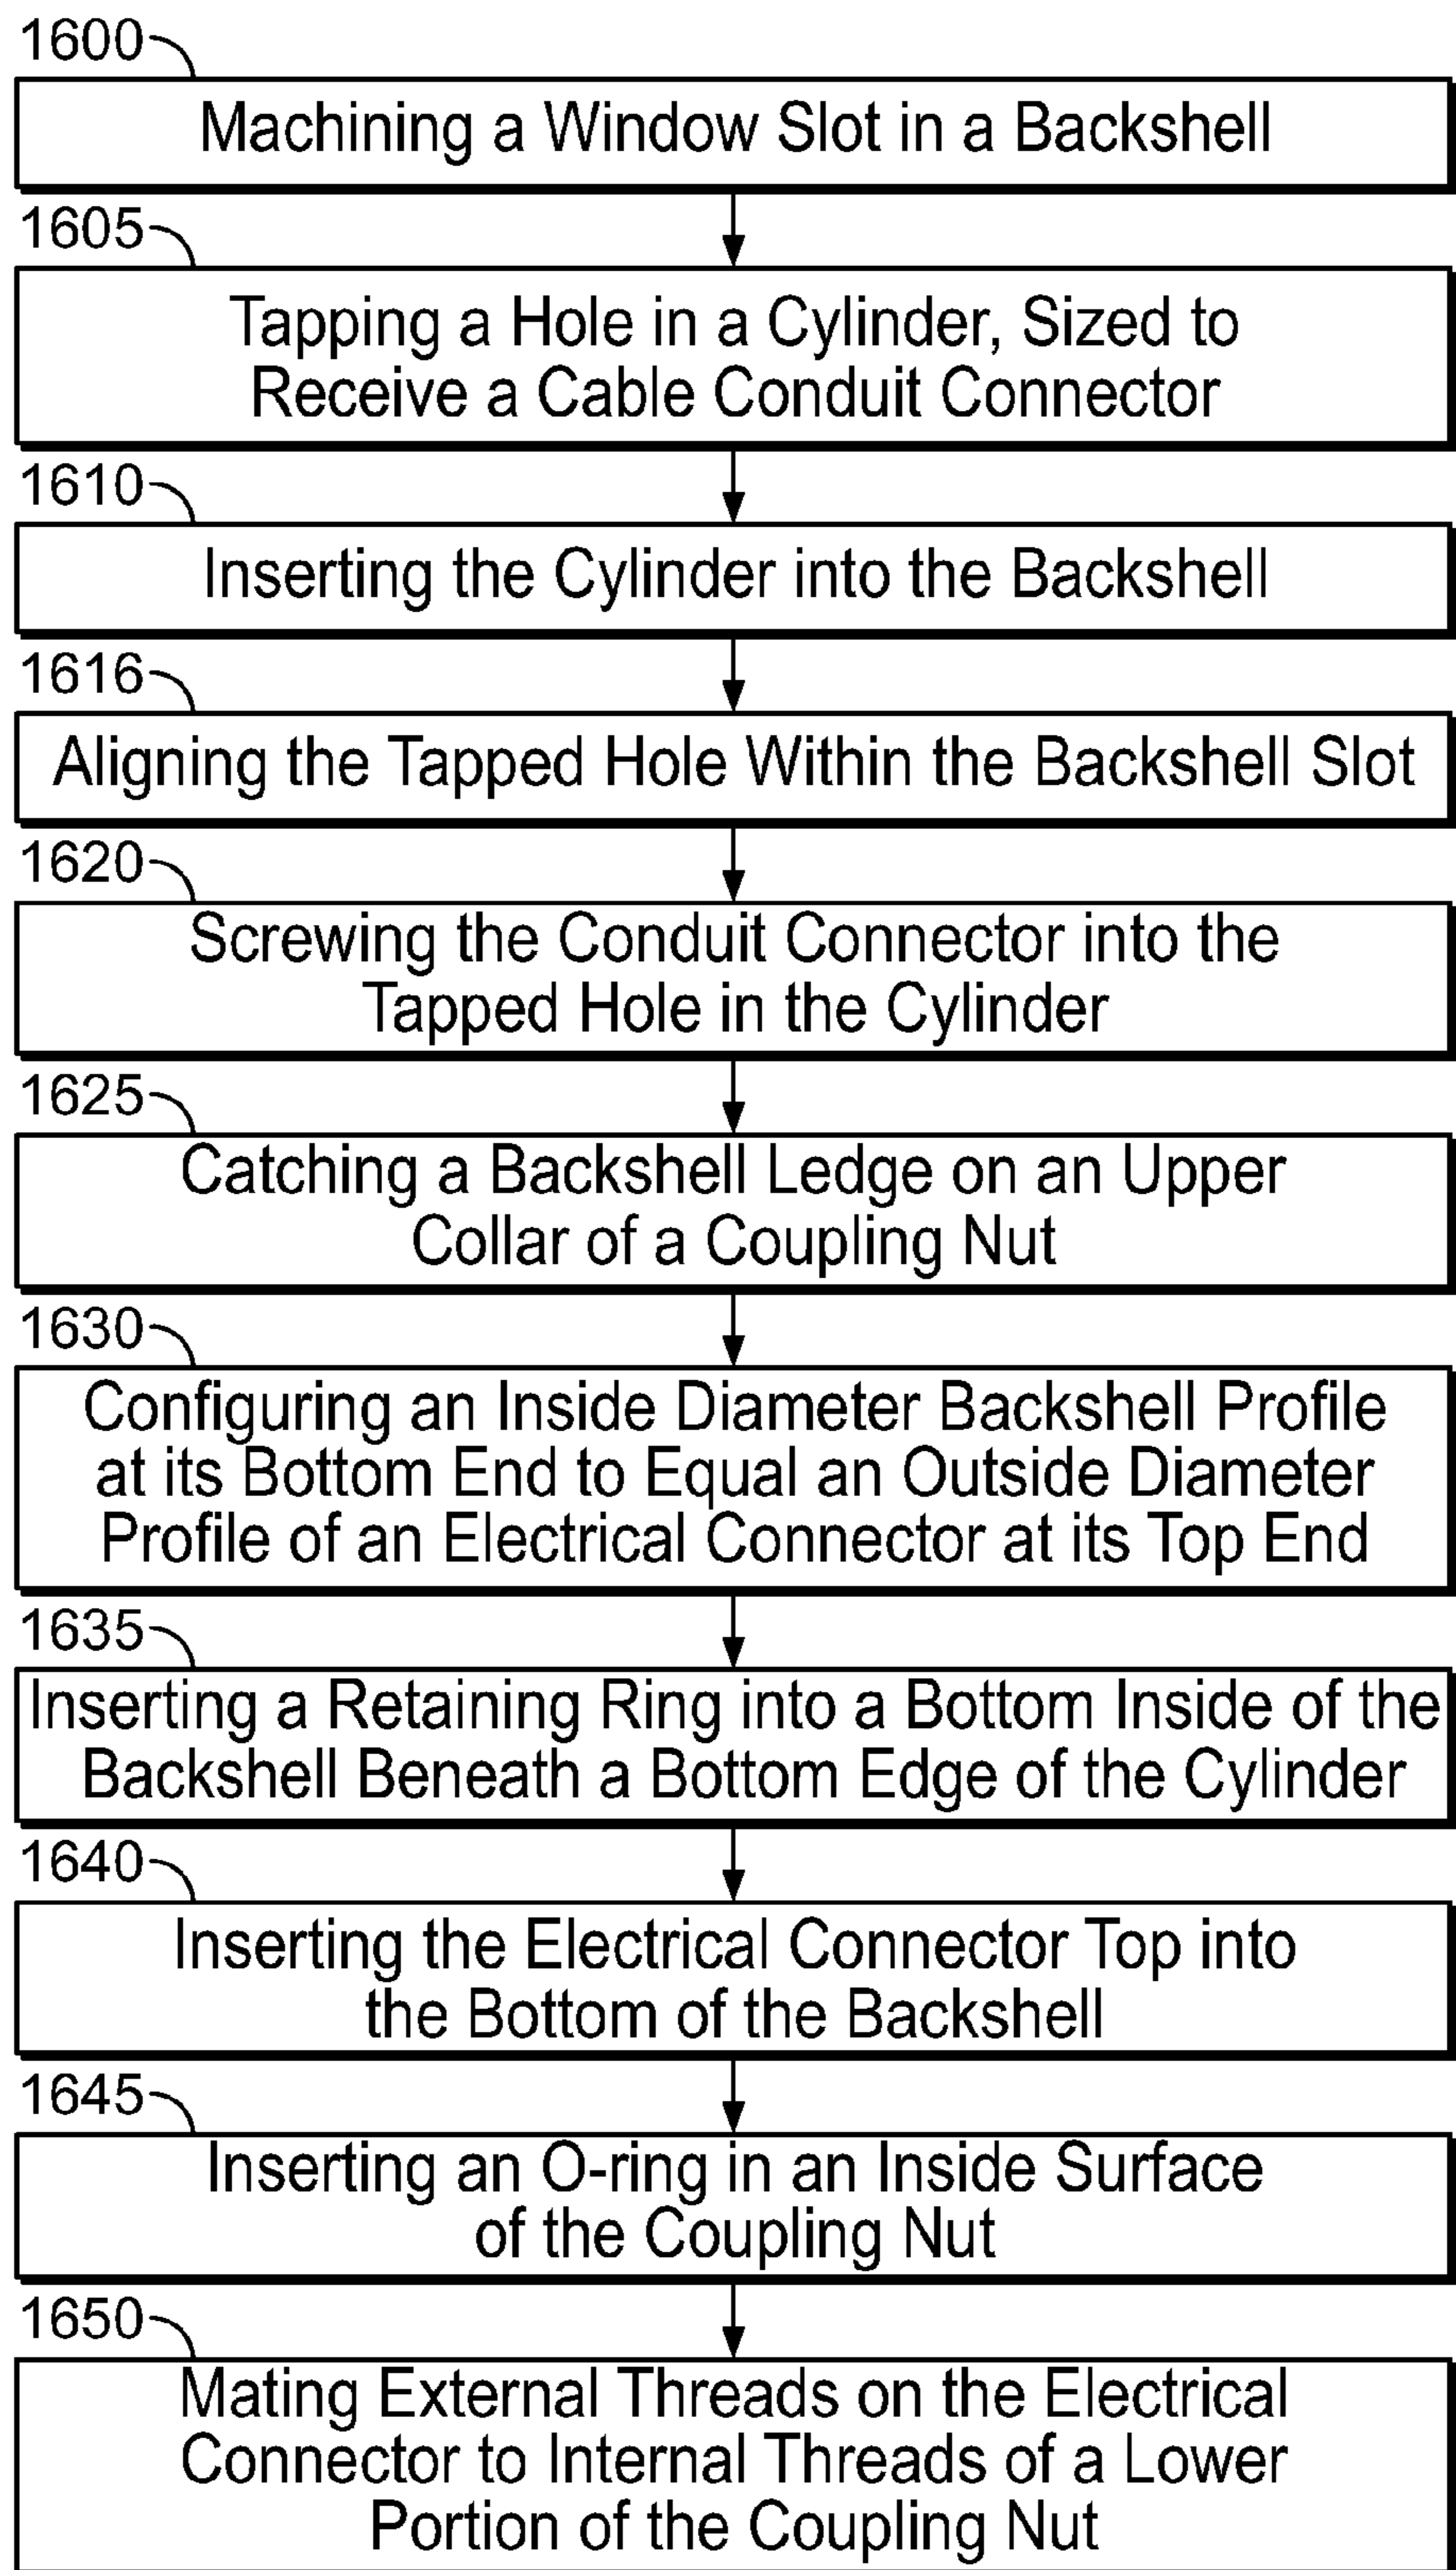 1600
Machining a Window Slot in a Backshell
1605
Tapping a Hole in a Cylinder, Sized to
Receive a Cable Conduit Connector
1610
Inserting the Cylinder into the Backshell
1616
Aligning the Tapped Hole Within the Backshell Slot
1620
Screwing the Conduit Connector into the
Tapped Hole in the Cylinder
1625
Catching a Backshell Ledge on an Upper
Collar of a Coupling Nut
1630
Configuring an Inside Diameter Backshell Profile
at its Bottom End to Equal an Outside Diameter
Profile of an Electrical Connector at its Top End
1635
Inserting a Retaining Ring into a Bottom Inside of the
Backshell Beneath a Bottom Edge of the Cylinder
1640
Inserting the Electrical Connector Top into
the Bottom of the Backshell
1645
Inserting an O-ring in an Inside Surface
of the Coupling Nut
1650
Mating External Threads on the Electrical
Connector to Internal Threads of a Lower
Portion of the Coupling Nut